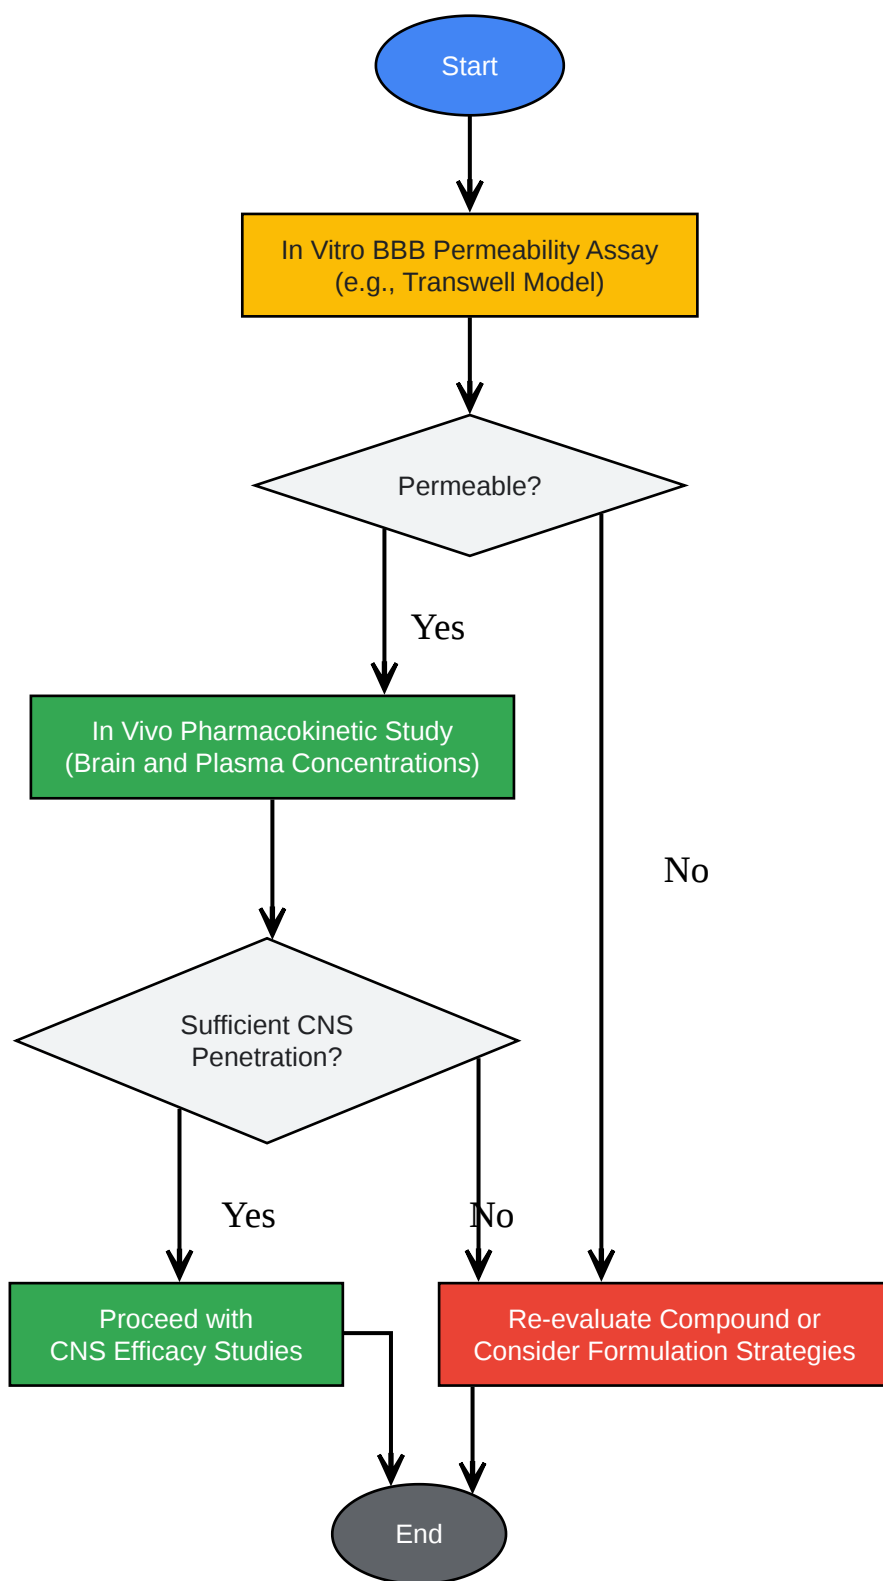 Start
In Vitro BBB Permeability Assay
(e.g., Transwell Model)
Permeable?
Yes
In Vivo Pharmacokinetic Study
(Brain and Plasma Concentrations)
No
Sufficient CNS
Penetration?
Yes
No
Proceed with
CNS Efficacy Studies
Re-evaluate Compound or
Consider Formulation Strategies
End